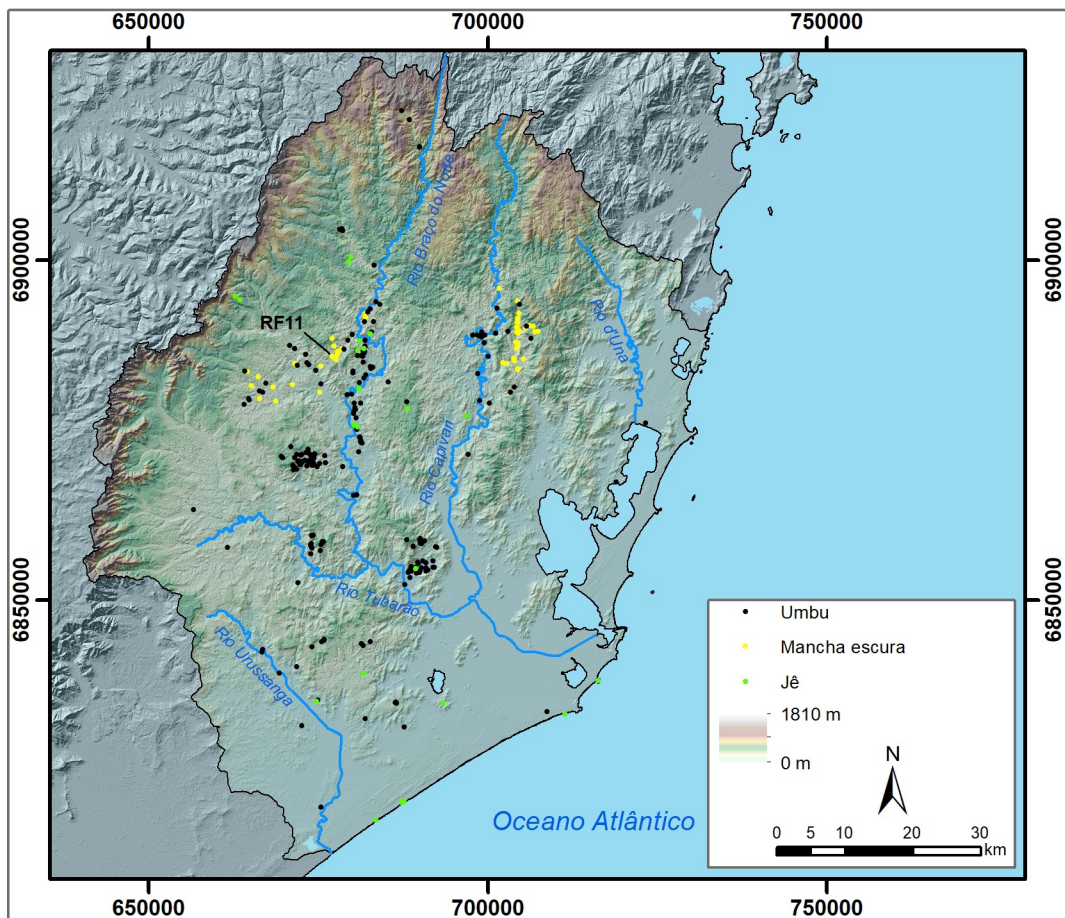 650000
700000
750000
6900000
6900000
Rio Braço do Node
Rio d'Una
RF11
Rio Capivari
6850000
6850000
Rio Tubarão
Rio Urussanga
Umbu
Mancha escura
Jê
1810 m
0 m
N
Oceano Atlântico
0 5 10 20 30
km
650000
700000
750000